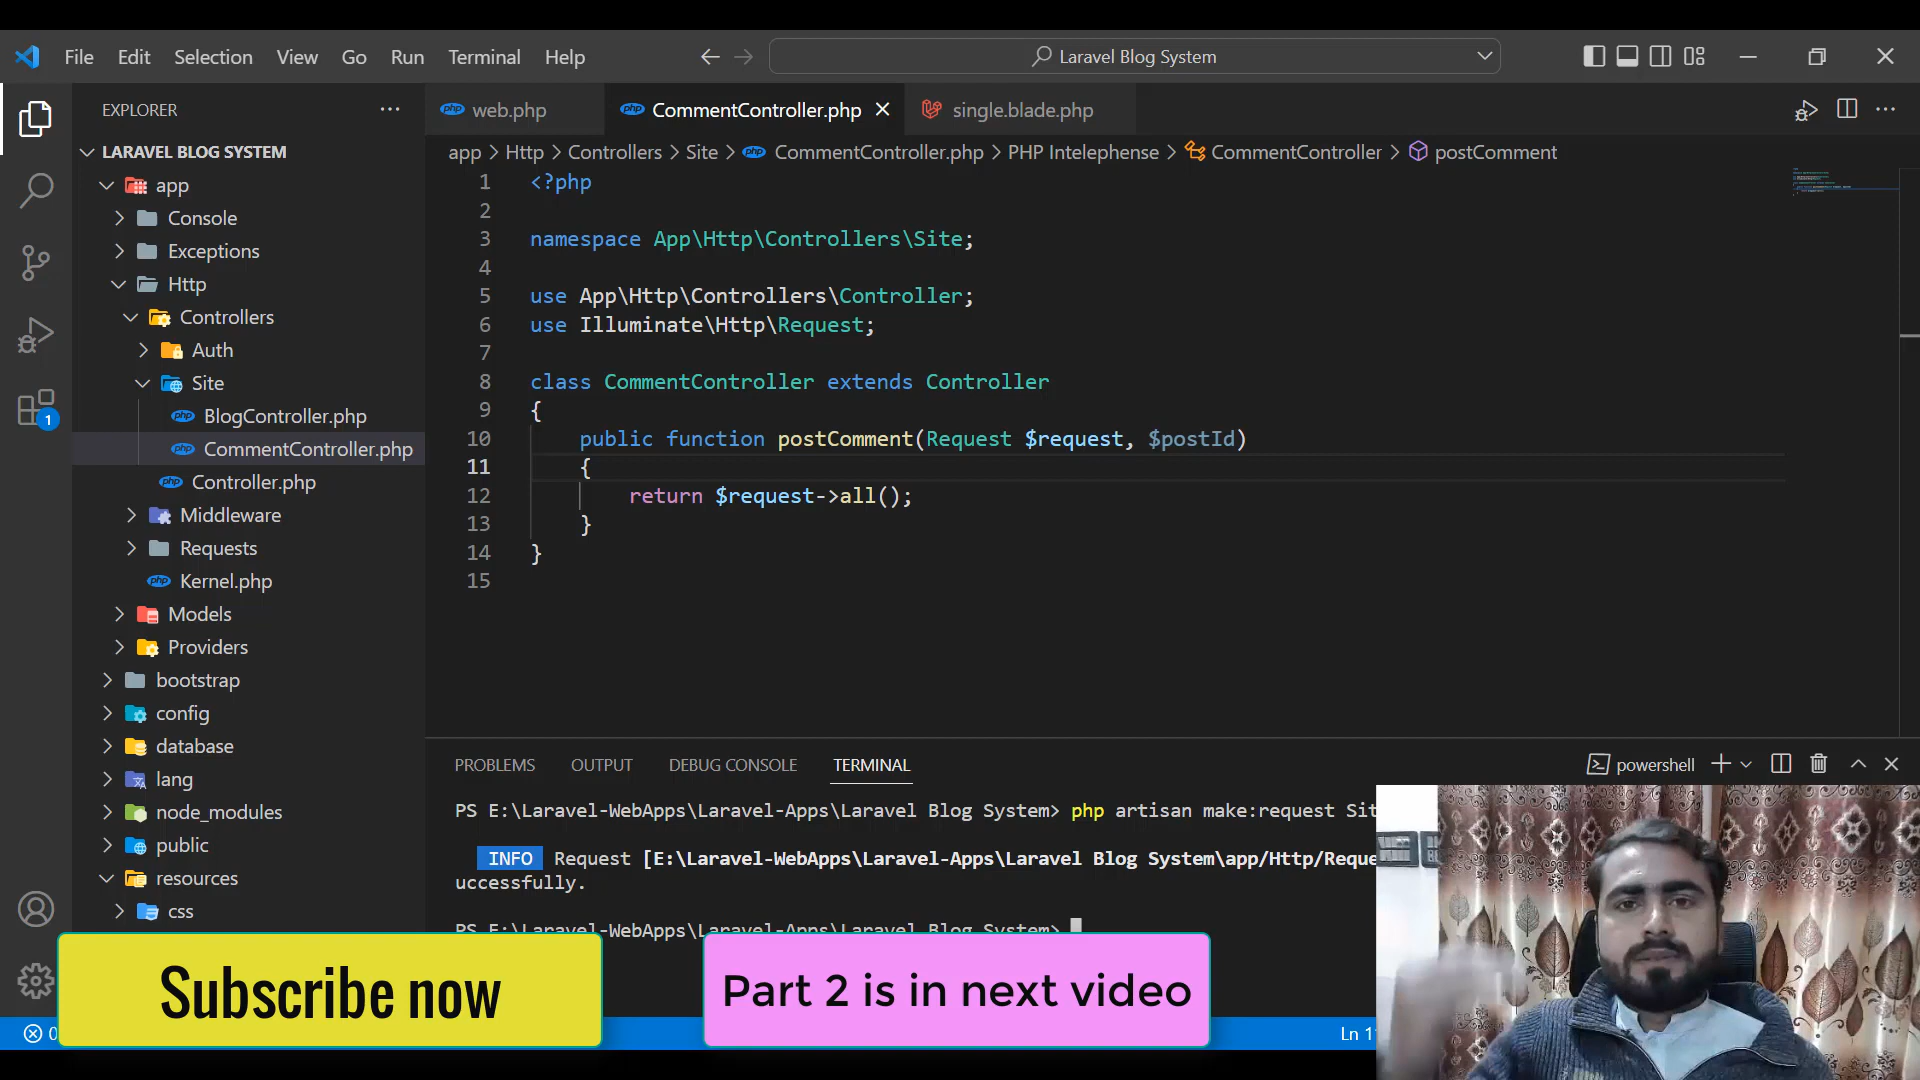 File Edit Selection View Go Run Terminal Help
Laravel Blog System
EXPLORER
web.php
CommentController.php
single.blade.php
LARAVEL BLOG SYSTEM
app > Http > Controllers > Site > CommentController.php > PHP Intelephense > CommentController > postComment
app
Console
Exceptions
Http
Controllers
Auth
Site
BlogController.php
CommentController.php
Controller.php
Middleware
Requests
Kernel.php
Models
Providers
bootstrap
config
database
lang
node_modules
public
resources
css
1
1 <?php
2
3 namespace App\Http\Controllers\Site;
4
5 use App\Http\Controllers\Controller;
6 use Illuminate\Http\Request;
7
8 class CommentController extends Controller
9 {
10 public function postComment(Request $request, $postId)
11 {
12 return $request->all();
13 }
14 }
15
PROBLEMS OUTPUT DEBUG CONSOLE TERMINAL
powershell
PS E:\Laravel-WebApps\Laravel-Apps\Laravel Blog System> php artisan make:request Sit
INFO Request [E:\Laravel-WebApps\Laravel-Apps\Laravel Blog System\app/Http/Reque
uccessfully.
PS E:\Laravel-WebApps\Laravel-Apps\Laravel Blog System>
Subscribe now
Part 2 is in next video
0
Ln 1